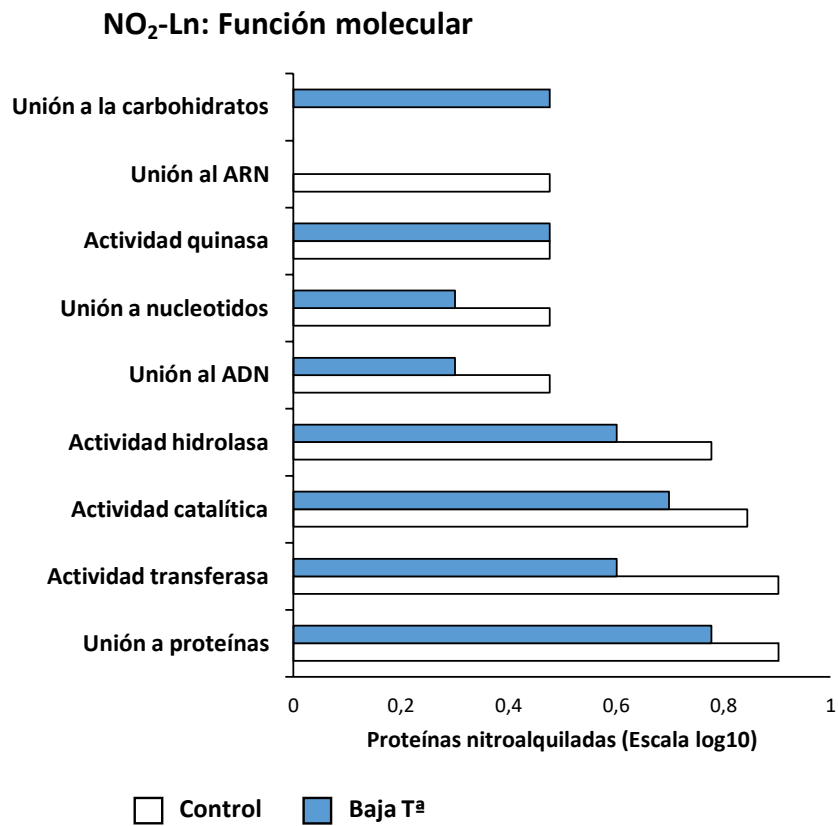 NO₂-Ln: Función molecular
Unión a la carbohidratos
Unión al ARN
Actividad quinasa
Unión a nucleotidos
Unión al ADN
Actividad hidrolasa
Actividad catalítica
Actividad transferasa
Unión a proteínas
0 0,2 0,4 0,6 0,8 1
Proteínas nitroalquiladas (Escala log10)
Control Baja Tª